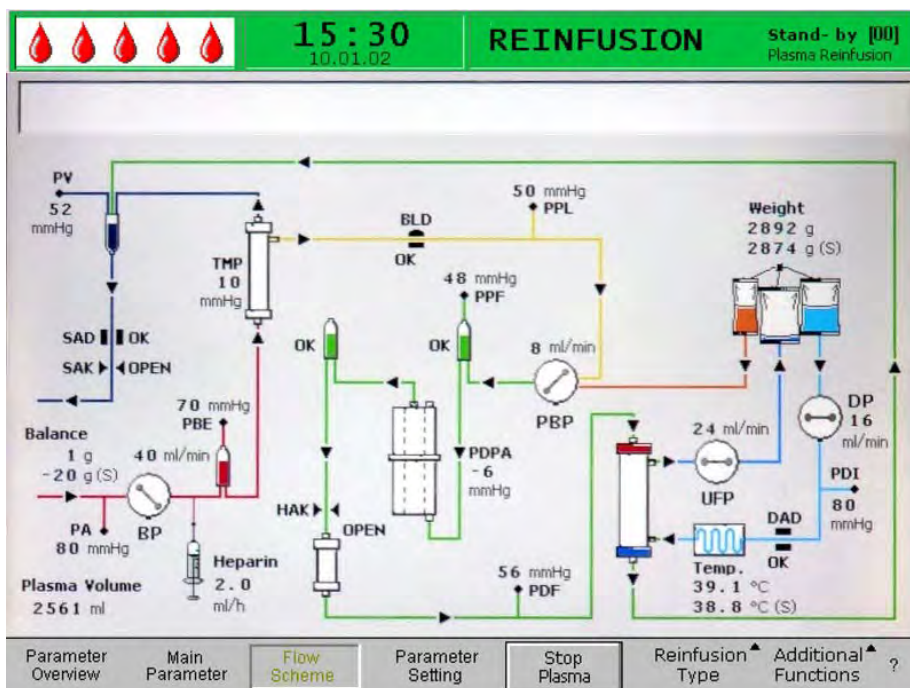 15:30
10.01.02
REINFUSION
Stand- by [00]
Plasma Reinfusion
PV
52
mmHg
SAD OK
SAK OPEN
TMP
10
mmHg
BLD
OK
50 mmHg
PPL
48 mmHg
PPF
OK
OK
8 ml/min
PBP
Weight
2892 g
2874 g (S)
70 mmHg
PBE
Balance
1 g
-20 g (S)
40 ml/min
BP
PA
80 mmHg
Heparin
2.0
ml/h
Plasma Volume
2561 ml
PDPA
-6
mmHg
HAK
OPEN
56 mmHg
PDF
24 ml/min
UFP
DP
16
ml/min
PDI
80
mmHg
DAD
OK
Temp.
39.1 °C
38.8 °C (S)
Parameter
Overview
Main
Parameter
Flow
Scheme
Parameter
Setting
Stop
Plasma
Reinfusion
Type
Additional
Functions
?